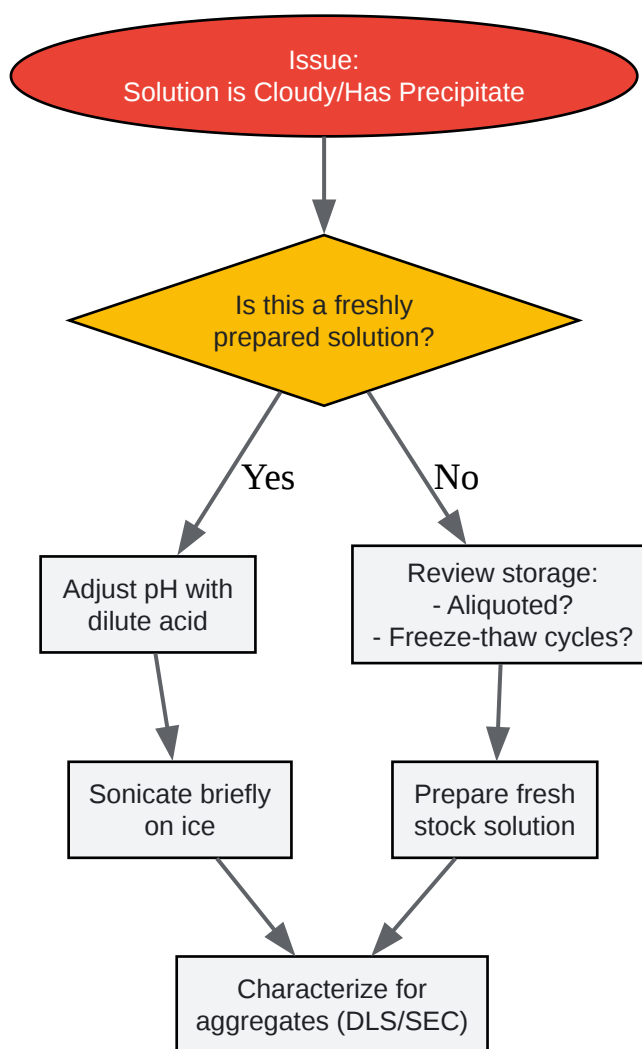 Issue:
Solution is Cloudy/Has Precipitate
Is this a freshly
prepared solution?
Yes
No
Adjust pH with
dilute acid
Review storage:
- Aliquoted?
- Freeze-thaw cycles?
Sonicate briefly
on ice
Prepare fresh
stock solution
Characterize for
aggregates (DLS/SEC)